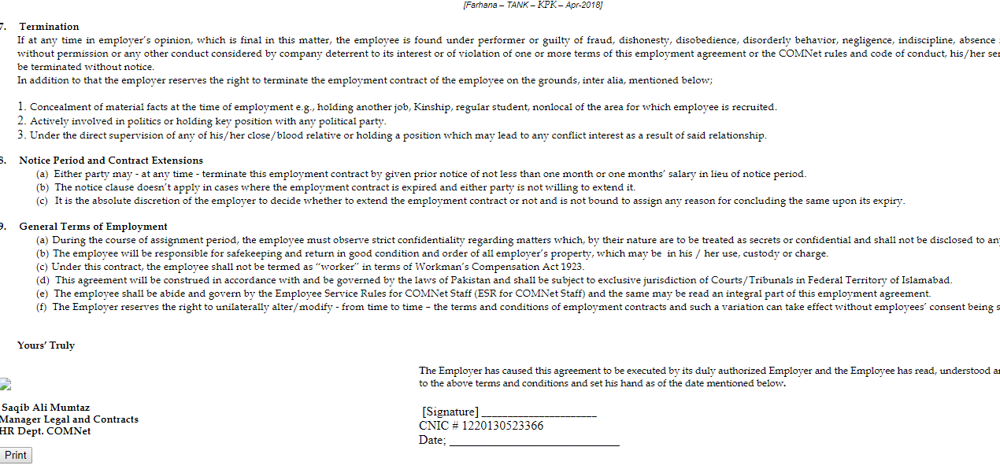 [Farhana – TANK – KPK – Apr-2018]
7. Termination
If at any time in employer's opinion, which is final in this matter, the employee is found under performer or guilty of fraud, dishonesty, disobedience, disorderly behavior, negligence, indiscipline, absence
without permission or any other conduct considered by company deterrent to its interest or of violation of one or more terms of this employment agreement or the COMNet rules and code of conduct, his/her
be terminated without notice.
In addition to that the employer reserves the right to terminate the employment contract of the employee on the grounds, inter alia, mentioned below;
1. Concealment of material facts at the time of employment e.g., holding another job, Kinship, regular student, nonlocal of the area for which employee is recruited.
2. Actively involved in politics or holding key position with any political party.
3. Under the direct supervision of any of his/her close/blood relative or holding a position which may lead to any conflict interest as a result of said relationship.
8. Notice Period and Contract Extensions
(a) Either party may - at any time - terminate this employment contract by given prior notice of not less than one month or one months' salary in lieu of notice period.
(b) The notice clause doesn't apply in cases where the employment contract is expired and either party is not willing to extend it.
(c) It is the absolute discretion of the employer to decide whether to extend the employment contract or not and is not bound to assign any reason for concluding the same upon its expiry.
9. General Terms of Employment
(a) During the course of assignment period, the employee must observe strict confidentiality regarding matters which, by their nature are to be treated as secrets or confidential and shall not be disclosed to
(b) The employee will be responsible for safekeeping and return in good condition and order of all employer's property, which may be in his / her use, custody or charge.
(c) Under this contract, the employee shall not be termed as "worker" in terms of Workman's Compensation Act 1923.
(d) This agreement will be construed in accordance with and be governed by the laws of Pakistan and shall be subject to exclusive jurisdiction of Courts/Tribunals in Federal Territory of Islamabad.
(e) The employee shall be abide and govern by the Employee Service Rules for COMNet Staff (ESR for COMNet Staff) and the same may be read an integral part of this employment agreement.
(f) The Employer reserves the right to unilaterally alter/modify - from time to time – the terms and conditions of employment contracts and such a variation can take effect without employees' consent being
Yours' Truly
The Employer has caused this agreement to be executed by its duly authorized Employer and the Employee has read, understood
to the above terms and conditions and set his hand as of the date mentioned below.
Saqib Ali Mumtaz
Manager Legal and Contracts
HR Dept. COMNet
[Signature] ____________________
CNIC # 1220130523366
Date; ____________________________
Print